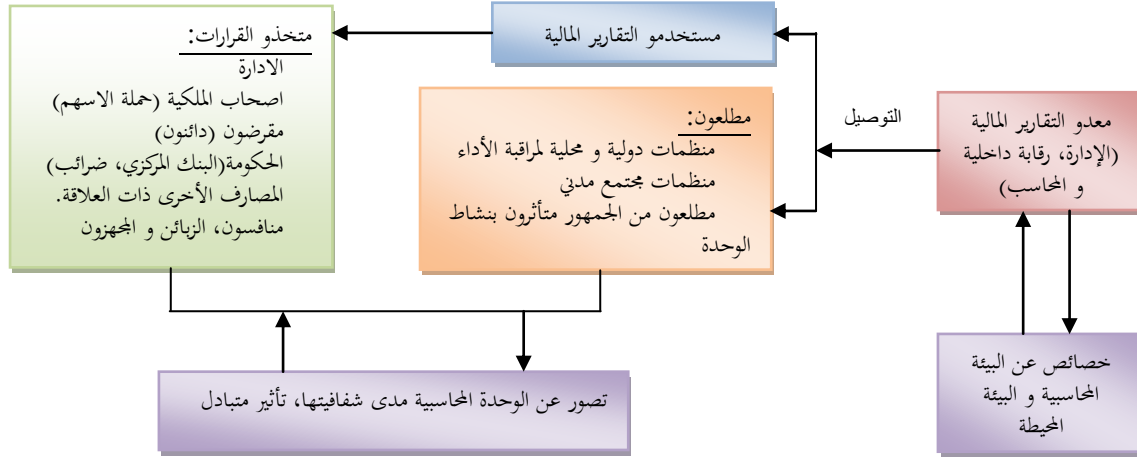 معدو التقارير المالية
(الإدارة، رقابة داخلية
و المحاسب)
خصائص عن البيئة
المحاسبية و البيئة
المحيطة
التوصيل
مستخدمو التقارير المالية
مطلعون:
منظمات دولية و محلية لمراقبة الأداء
منظمات مجتمع مدني
مطلعون من الجمهور متأثرون بنشاط
الوحدة
متخذو القرارات:
الادارة
اصحاب الملكية (حملة الاسهم)
مقرضون (دائنون)
الحكومة(البنك المركزي، ضرائب)
المصارف الأخرى ذات العلاقة.
منافسون، الزبائن و المجهزون
تصور عن الوحدة المحاسبية مدى شفافيتها، تأثير متبادل